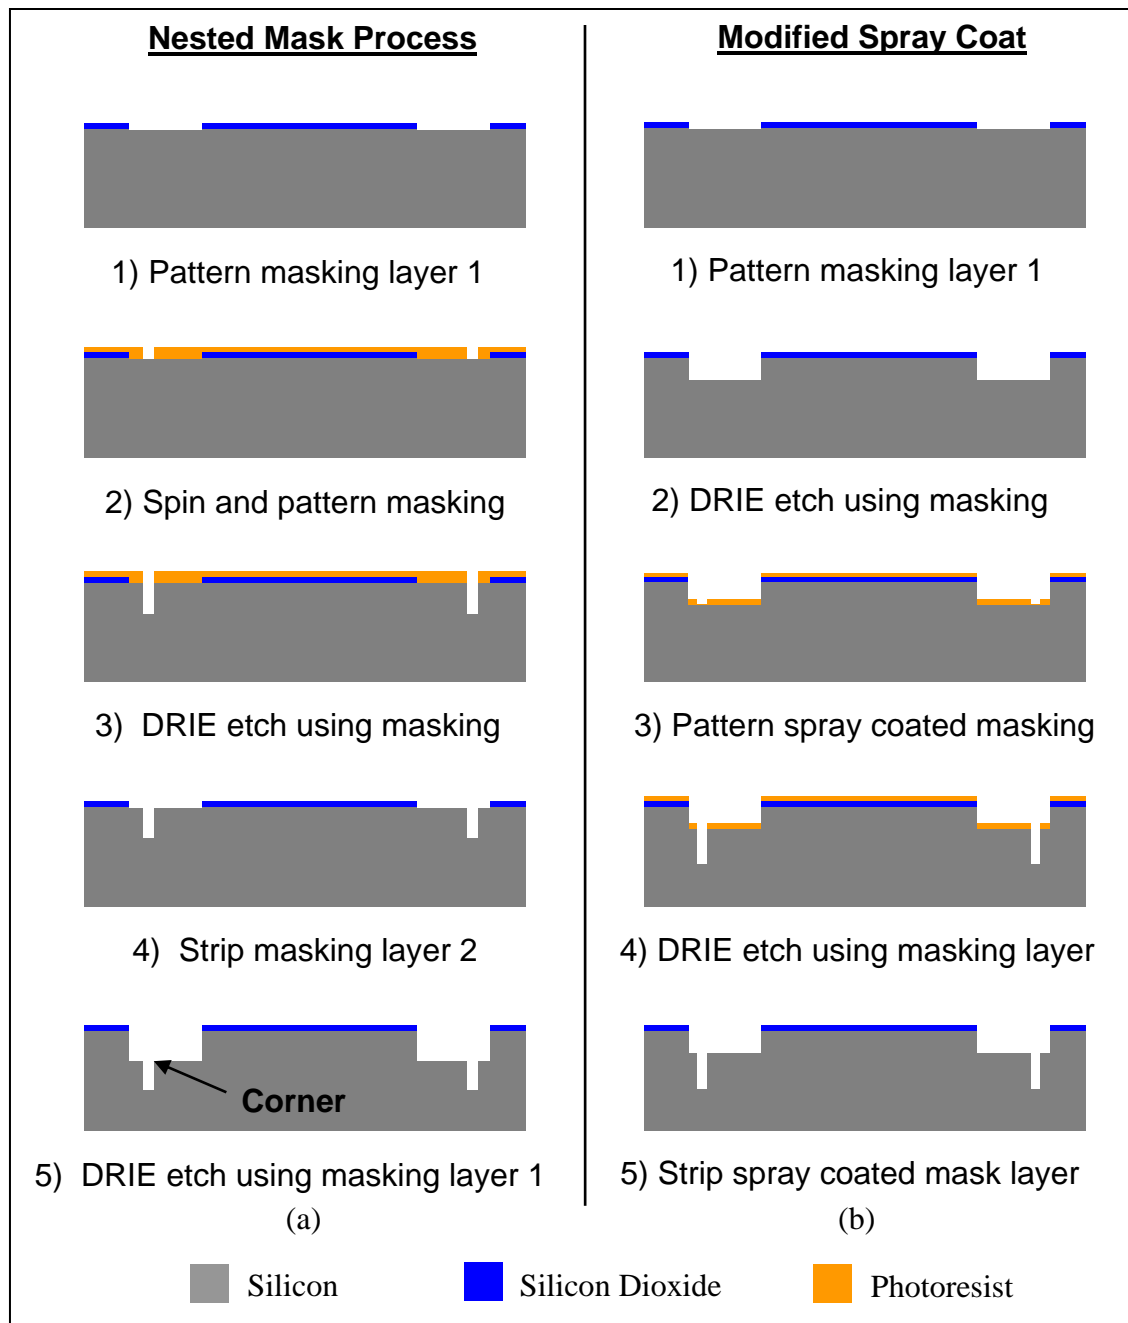 Nested Mask Process
1) Pattern masking layer 1
2) Spin and pattern masking
3) DRIE etch using masking
4) Strip masking layer 2
Corner
5) DRIE etch using masking layer 1
(a)
Modified Spray Coat
1) Pattern masking layer 1
2) DRIE etch using masking
3) Pattern spray coated masking
4) DRIE etch using masking layer
5) Strip spray coated mask layer
(b)
Silicon
Silicon Dioxide
Photoresist